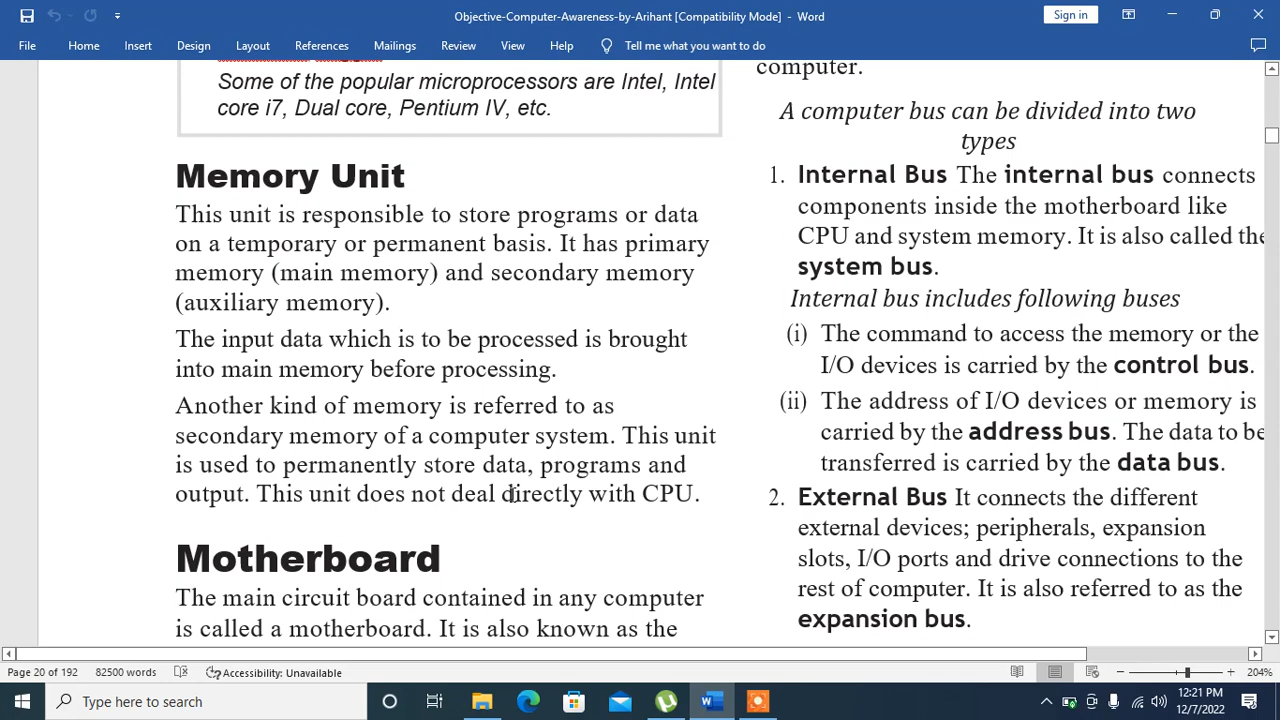 Objective-Computer-Awareness-by-Arihant [Compatibility Mode] - Word
Sign in
File
Home
Insert
Design
Layout
References
Mailings
Review
View
Help
Tell me what you want to do
Some of the popular microprocessors are Intel, Intel
core i7, Dual core, Pentium IV, etc.
Memory Unit
This unit is responsible to store programs or data
on a temporary or permanent basis. It has primary
memory (main memory) and secondary memory
(auxiliary memory).
The input data which is to be processed is brought
into main memory before processing.
Another kind of memory is referred to as
secondary memory of a computer system. This unit
is used to permanently store data, programs and
output. This unit does not deal directly with CPU.
Motherboard
The main circuit board contained in any computer
is called a motherboard. It is also known as the
computer.
A computer bus can be divided into two
types
1. Internal Bus The internal bus connects
components inside the motherboard like
CPU and system memory. It is also called the
system bus.
Internal bus includes following buses
(i) The command to access the memory or the
I/O devices is carried by the control bus.
(ii) The address of I/O devices or memory is
carried by the address bus. The data to be
transferred is carried by the data bus.
2. External Bus It connects the different
external devices; peripherals, expansion
slots, I/O ports and drive connections to the
rest of computer. It is also referred to as the
expansion bus.
Page 20 of 192
82500 words
Accessibility: Unavailable
204%
Type here to search
12:21 PM
12/7/2022